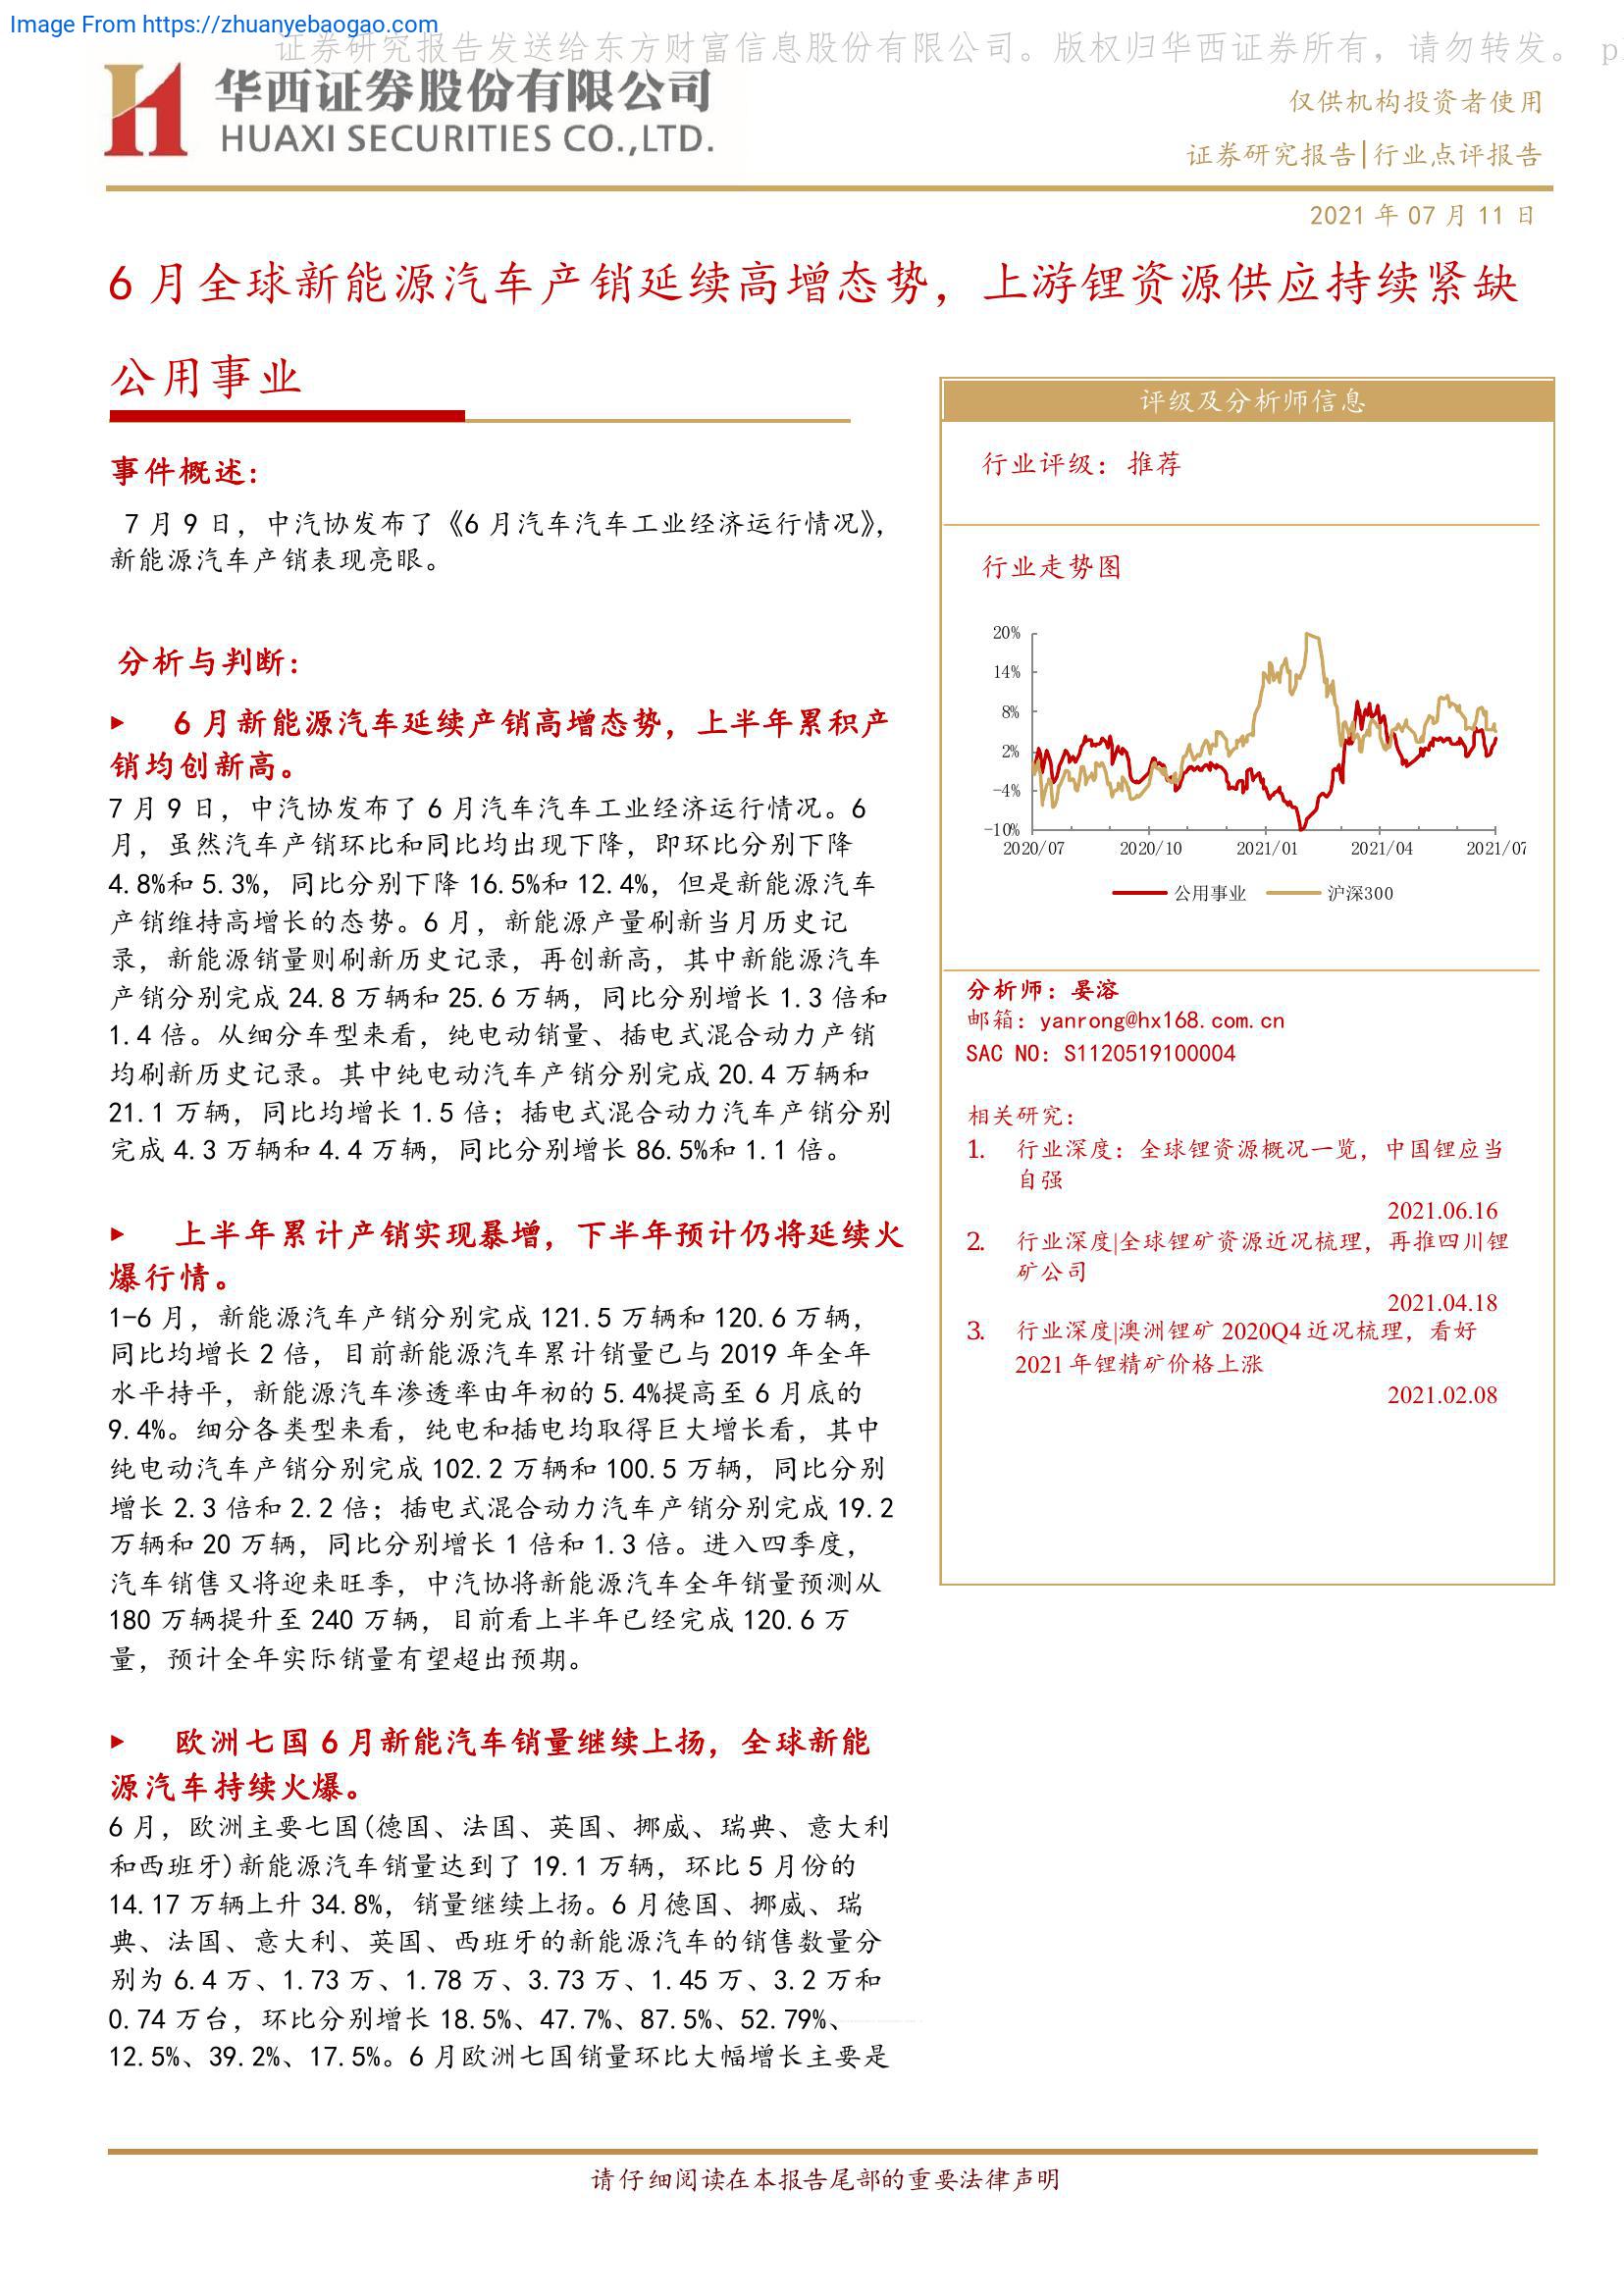 Image From https://zhuanyebaogao.com
证券研究报告发送给东方财富信息股份有限公司。版权归华西证券所有，请勿转发。 p
华西证券股份有限公司
HUAXI SECURITIES CO.,LTD.
仅供机构投资者使用
证券研究报告|行业点评报告
2021 年 07 月 11 日
6 月全球新能源汽车产销延续高增态势，上游锂资源供应持续紧缺
公用事业
事件概述：
7 月 9 日，中汽协发布了《6 月汽车汽车工业经济运行情况》，
新能源汽车产销表现亮眼。
分析与判断：
▶ 6 月新能源汽车延续产销高增态势，上半年累积产
销均创新高。
7 月 9 日，中汽协发布了 6 月汽车汽车工业经济运行情况。6
月，虽然汽车产销环比和同比均出现下降，即环比分别下降
4.8%和 5.3%，同比分别下降 16.5%和 12.4%，但是新能源汽车
产销维持高增长的态势。6 月，新能源产量刷新当月历史记
录，新能源销量则刷新历史记录，再创新高，其中新能源汽车
产销分别完成 24.8 万辆和 25.6 万辆，同比分别增长 1.3 倍和
1.4 倍。从细分车型来看，纯电动销量、插电式混合动力产销
均刷新历史记录。其中纯电动汽车产销分别完成 20.4 万辆和
21.1 万辆，同比均增长 1.5 倍；插电式混合动力汽车产销分别
完成 4.3 万辆和 4.4 万辆，同比分别增长 86.5%和 1.1 倍。
▶ 上半年累计产销实现暴增，下半年预计仍将延续火
爆行情。
1-6 月，新能源汽车产销分别完成 121.5 万辆和 120.6 万辆，
同比均增长 2 倍，目前新能源汽车累计销量已与 2019 年全年
水平持平，新能源汽车渗透率由年初的 5.4%提高至 6 月底的
9.4%。细分各类型来看，纯电和插电均取得巨大增长看，其中
纯电动汽车产销分别完成 102.2 万辆和 100.5 万辆，同比分别
增长 2.3 倍和 2.2 倍；插电式混合动力汽车产销分别完成 19.2
万辆和 20 万辆，同比分别增长 1 倍和 1.3 倍。进入四季度，
汽车销售又将迎来旺季，中汽协将新能源汽车全年销量预测从
180 万辆提升至 240 万辆，目前看上半年已经完成 120.6 万
量，预计全年实际销量有望超出预期。
▶ 欧洲七国 6 月新能汽车销量继续上扬，全球新能
源汽车持续火爆。
6 月，欧洲主要七国(德国、法国、英国、挪威、瑞典、意大利
和西班牙)新能源汽车销量达到了 19.1 万辆，环比 5 月份的
14.17 万辆上升 34.8%，销量继续上扬。6 月德国、挪威、瑞
典、法国、意大利、英国、西班牙的新能源汽车的销售数量分
别为 6.4 万、1.73 万、1.78 万、3.73 万、1.45 万、3.2 万和
0.74 万台，环比分别增长 18.5%、47.7%、87.5%、52.79%、
12.5%、39.2%、17.5%。6 月欧洲七国销量环比大幅增长主要是
评级及分析师信息
行业评级：推荐
行业走势图
20%
14%
8%
2%
-4%
-10%
2020/07 2020/10 2021/01 2021/04 2021/07
公用事业 沪深300
分析师：晏溶
邮箱：yanrong@hx168.com.cn
SAC NO：S1120519100004
相关研究：
1. 行业深度：全球锂资源概况一览，中国锂应当
自强
2021.06.16
2. 行业深度|全球锂矿资源近况梳理，再推四川锂
矿公司
2021.04.18
3. 行业深度|澳洲锂矿 2020Q4 近况梳理，看好
2021 年锂精矿价格上涨
2021.02.08
请仔细阅读在本报告尾部的重要法律声明